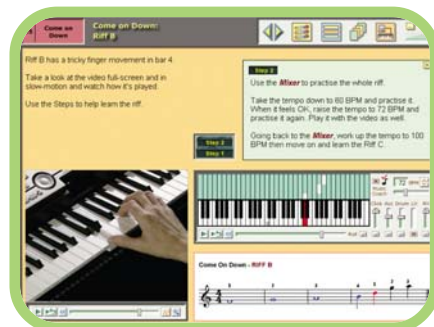 Come on
Down
Come on Down:
Riff B
Riff B has a tricky finger movement in bar 4
Take a look at the video full-screen and in
slow-motion and watch how it's played.
Use the Steps to help learn the riff.
Step 2
Use the Mixer to practise the whole riff.
Take the tempo down to 60 BPM and practise it.
When it feels OK, raise the tempo to 72 BPM and
practise it again. Play it with the video as well.
Going back to the Mixer, work up the tempo to 100
BPM then move on and learn the Riff C.
Step 2
Step 1
72
Come On Down - RIFF B